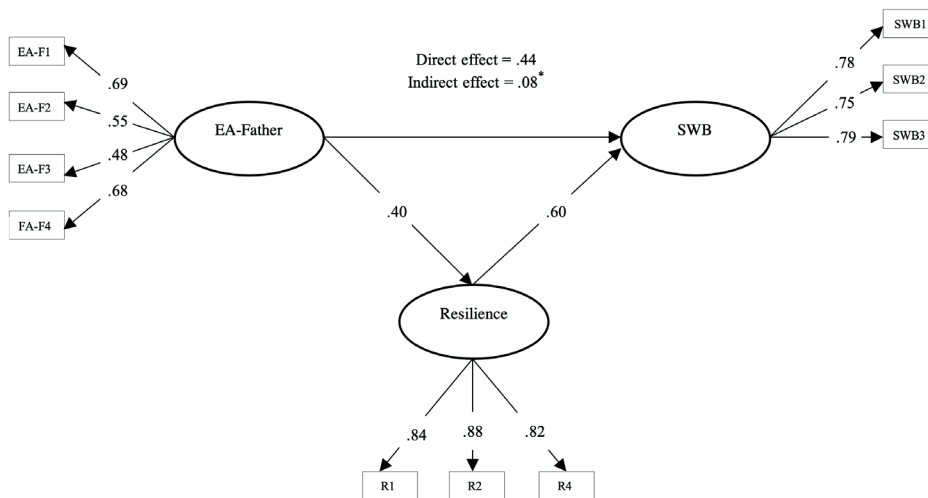 EA-F1
EA-F2
EA-F3
FA-F4
.69
.55
.48
.68
EA-Father
Direct effect = .44
Indirect effect = .08*
SWB
.78
.75
.79
SWB1
SWB2
SWB3
.40
.60
Resilience
.84
.88
.82
R1
R2
R4